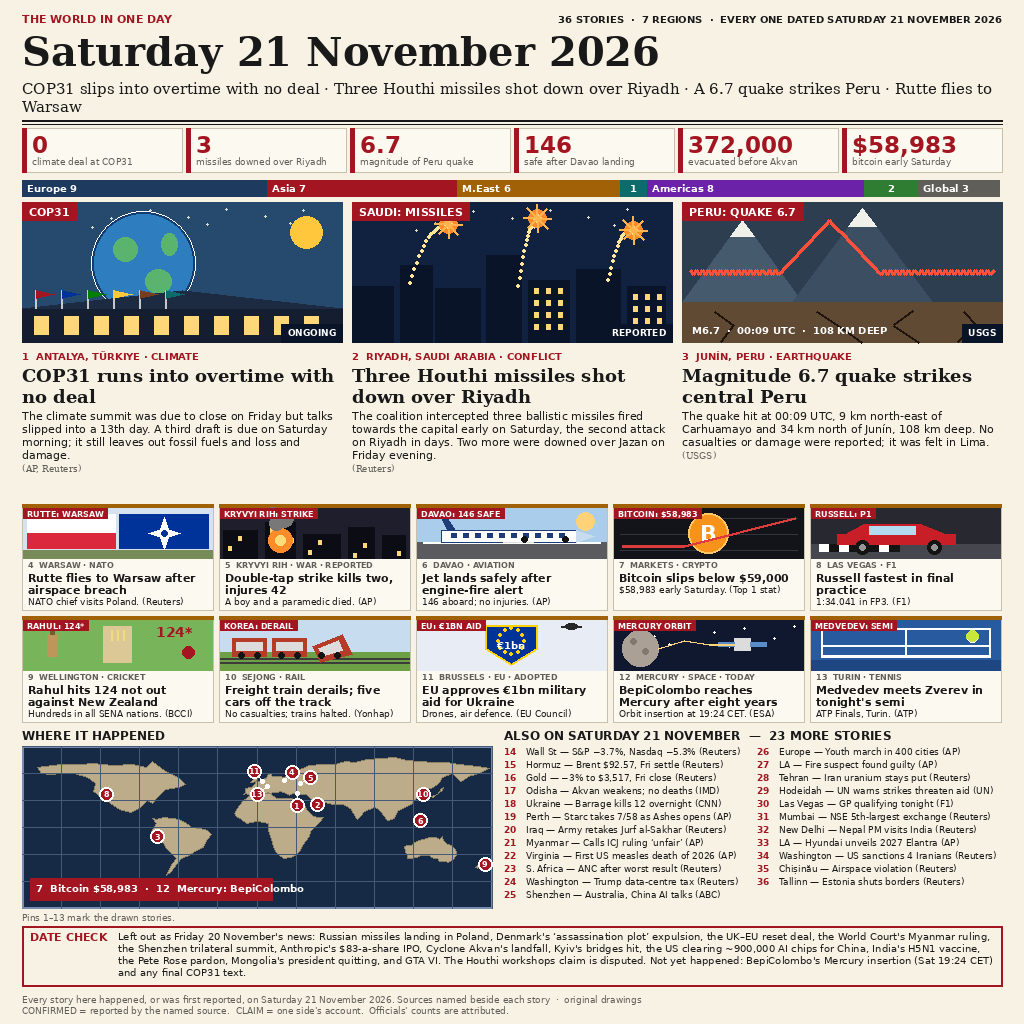 THE WORLD IN ONE DAY
36 STORIES · 7 REGIONS · EVERY ONE DATED SATURDAY 21 NOVEMBER 2026
Saturday 21 November 2026
COP31 slips into overtime with no deal · Three Houthi missiles shot down over Riyadh · A 6.7 quake strikes Peru · Rutte flies to
Warsaw
0
climate deal at COP31
3
missiles downed over Riyadh
6.7
magnitude of Peru quake
146
safe after Davao landing
372,000
evacuated before Akvan
$58,983
bitcoin early Saturday
Europe 9
Asia 7
M.East 6
1
Americas 8
2
Global 3
COP31
ONGOING
1 ANTALYA, TÜRKIYE · CLIMATE
COP31 runs into overtime with
no deal
The climate summit was due to close on Friday but talks
slipped into a 13th day. A third draft is due on Saturday
morning; it still leaves out fossil fuels and loss and
damage.
(AP, Reuters)
SAUDI: MISSILES
REPORTED
2 RIYADH, SAUDI ARABIA · CONFLICT
Three Houthi missiles shot
down over Riyadh
The coalition intercepted three ballistic missiles fired
towards the capital early on Saturday, the second attack
on Riyadh in days. Two more were downed over Jazan on
Friday evening.
(Reuters)
PERU: QUAKE 6.7
M6.7 · 00:09 UTC · 108 KM DEEP
USGS
3 JUNÍN, PERU · EARTHQUAKE
Magnitude 6.7 quake strikes
central Peru
The quake hit at 00:09 UTC, 9 km north-east of
Carhuamayo and 34 km north of Junín, 108 km deep. No
casualties or damage were reported; it was felt in Lima.
(USGS)
RUTTE: WARSAW
4 WARSAW · NATO
Rutte flies to Warsaw after
airspace breach
NATO chief visits Poland. (Reuters)
KRYVYI RIH: STRIKE
5 KRYVYI RIH · WAR · REPORTED
Double-tap strike kills two,
injures 42
A boy and a paramedic died. (AP)
DAVAO: 146 SAFE
6 DAVAO · AVIATION
Jet lands safely after
engine-fire alert
146 aboard; no injuries. (AP)
BITCOIN: $58,983
B
7 MARKETS · CRYPTO
Bitcoin slips below $59,000
$58,983 early Saturday. (Top 1 stat)
RUSSELL: P1
8 LAS VEGAS · F1
Russell fastest in final
practice
1:34.041 in FP3. (F1)
RAHUL: 124*
124*
9 WELLINGTON · CRICKET
Rahul hits 124 not out
against New Zealand
Hundreds in all SENA nations. (BCCI)
KOREA: DERAIL
10 SEJONG · RAIL
Freight train derails; five
cars off the track
No casualties; trains halted. (Yonhap)
EU: €1BN AID
€1bn
11 BRUSSELS · EU · ADOPTED
EU approves €1bn military
aid for Ukraine
Drones, air defence. (EU Council)
MERCURY ORBIT
12 MERCURY · SPACE · TODAY
BepiColombo reaches
Mercury after eight years
Orbit insertion at 19:24 CET. (ESA)
MEDVEDEV: SEMI
13 TURIN · TENNIS
Medvedev meets Zverev in
tonight's semi
ATP Finals, Turin. (ATP)
WHERE IT HAPPENED
11
4
5
8
13
1
2
10
3
6
9
7 Bitcoin $58,983 · 12 Mercury: BepiColombo
Pins 1–13 mark the drawn stories.
ALSO ON SATURDAY 21 NOVEMBER — 23 MORE STORIES
14 Wall St — S&P −3.7%, Nasdaq −5.3% (Reuters)
15 Hormuz — Brent $92.57, Fri settle (Reuters)
16 Gold — −3% to $3,517, Fri close (Reuters)
17 Odisha — Akvan weakens; no deaths (IMD)
18 Ukraine — Barrage kills 12 overnight (CNN)
19 Perth — Starc takes 7/58 as Ashes opens (AP)
20 Iraq — Army retakes Jurf al-Sakhar (Reuters)
21 Myanmar — Calls ICJ ruling 'unfair' (AP)
22 Virginia — First US measles death of 2026 (AP)
23 S. Africa — ANC after worst result (Reuters)
24 Washington — Trump data-centre tax (Reuters)
25 Shenzhen — Australia, China AI talks (ABC)
26 Europe — Youth march in 400 cities (AP)
27 LA — Fire suspect found guilty (AP)
28 Tehran — Iran uranium stays put (Reuters)
29 Hodeidah — UN warns strikes threaten aid (UN)
30 Las Vegas — GP qualifying tonight (F1)
31 Mumbai — NSE 5th-largest exchange (Reuters)
32 New Delhi — Nepal PM visits India (Reuters)
33 LA — Hyundai unveils 2027 Elantra (AP)
34 Washington — US sanctions 4 Iranians (Reuters)
35 Chișinău — Airspace violation (Reuters)
36 Tallinn — Estonia shuts borders (Reuters)
DATE CHECK
Left out as Friday 20 November's news: Russian missiles landing in Poland, Denmark's 'assassination plot' expulsion, the UK–EU reset deal, the World Court's Myanmar ruling,
the Shenzhen trilateral summit, Anthropic's $83-a-share IPO, Cyclone Akvan's landfall, Kyiv's bridges hit, the US clearing ~900,000 AI chips for China, India's H5N1 vaccine,
the Pete Rose pardon, Mongolia's president quitting, and GTA VI. The Houthi workshops claim is disputed. Not yet happened: BepiColombo's Mercury insertion (Sat 19:24 CET)
and any final COP31 text.
Every story here happened, or was first reported, on Saturday 21 November 2026. Sources named beside each story · original drawings
CONFIRMED = reported by the named source. CLAIM = one side's account. Officials' counts are attributed.